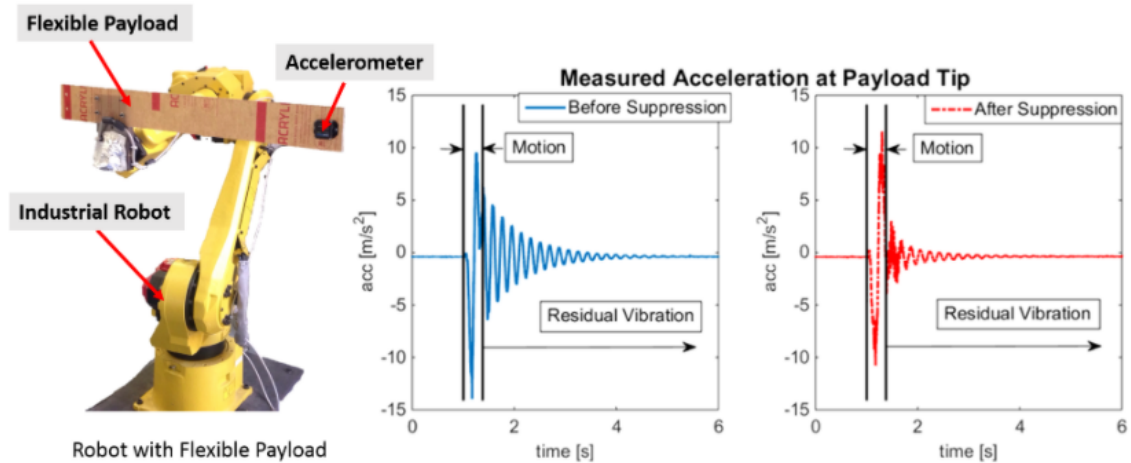 Flexible Payload
Accelerometer
ACRYLI
Industrial Robot
Robot with Flexible Payload
Measured Acceleration at Payload Tip
Before Suppression
Motion
Residual Vibration
acc [m/s²]
15
10
5
0
-5
-10
-15
0
2
4
6
time [s]
After Suppression
Motion
Residual Vibration
acc [m/s²]
15
10
5
0
-5
-10
-15
0
2
4
6
time [s]